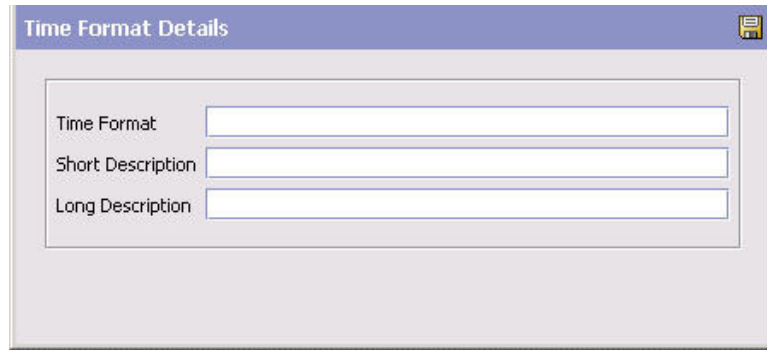 Time Format Details
Time Format
Short Description
Long Description